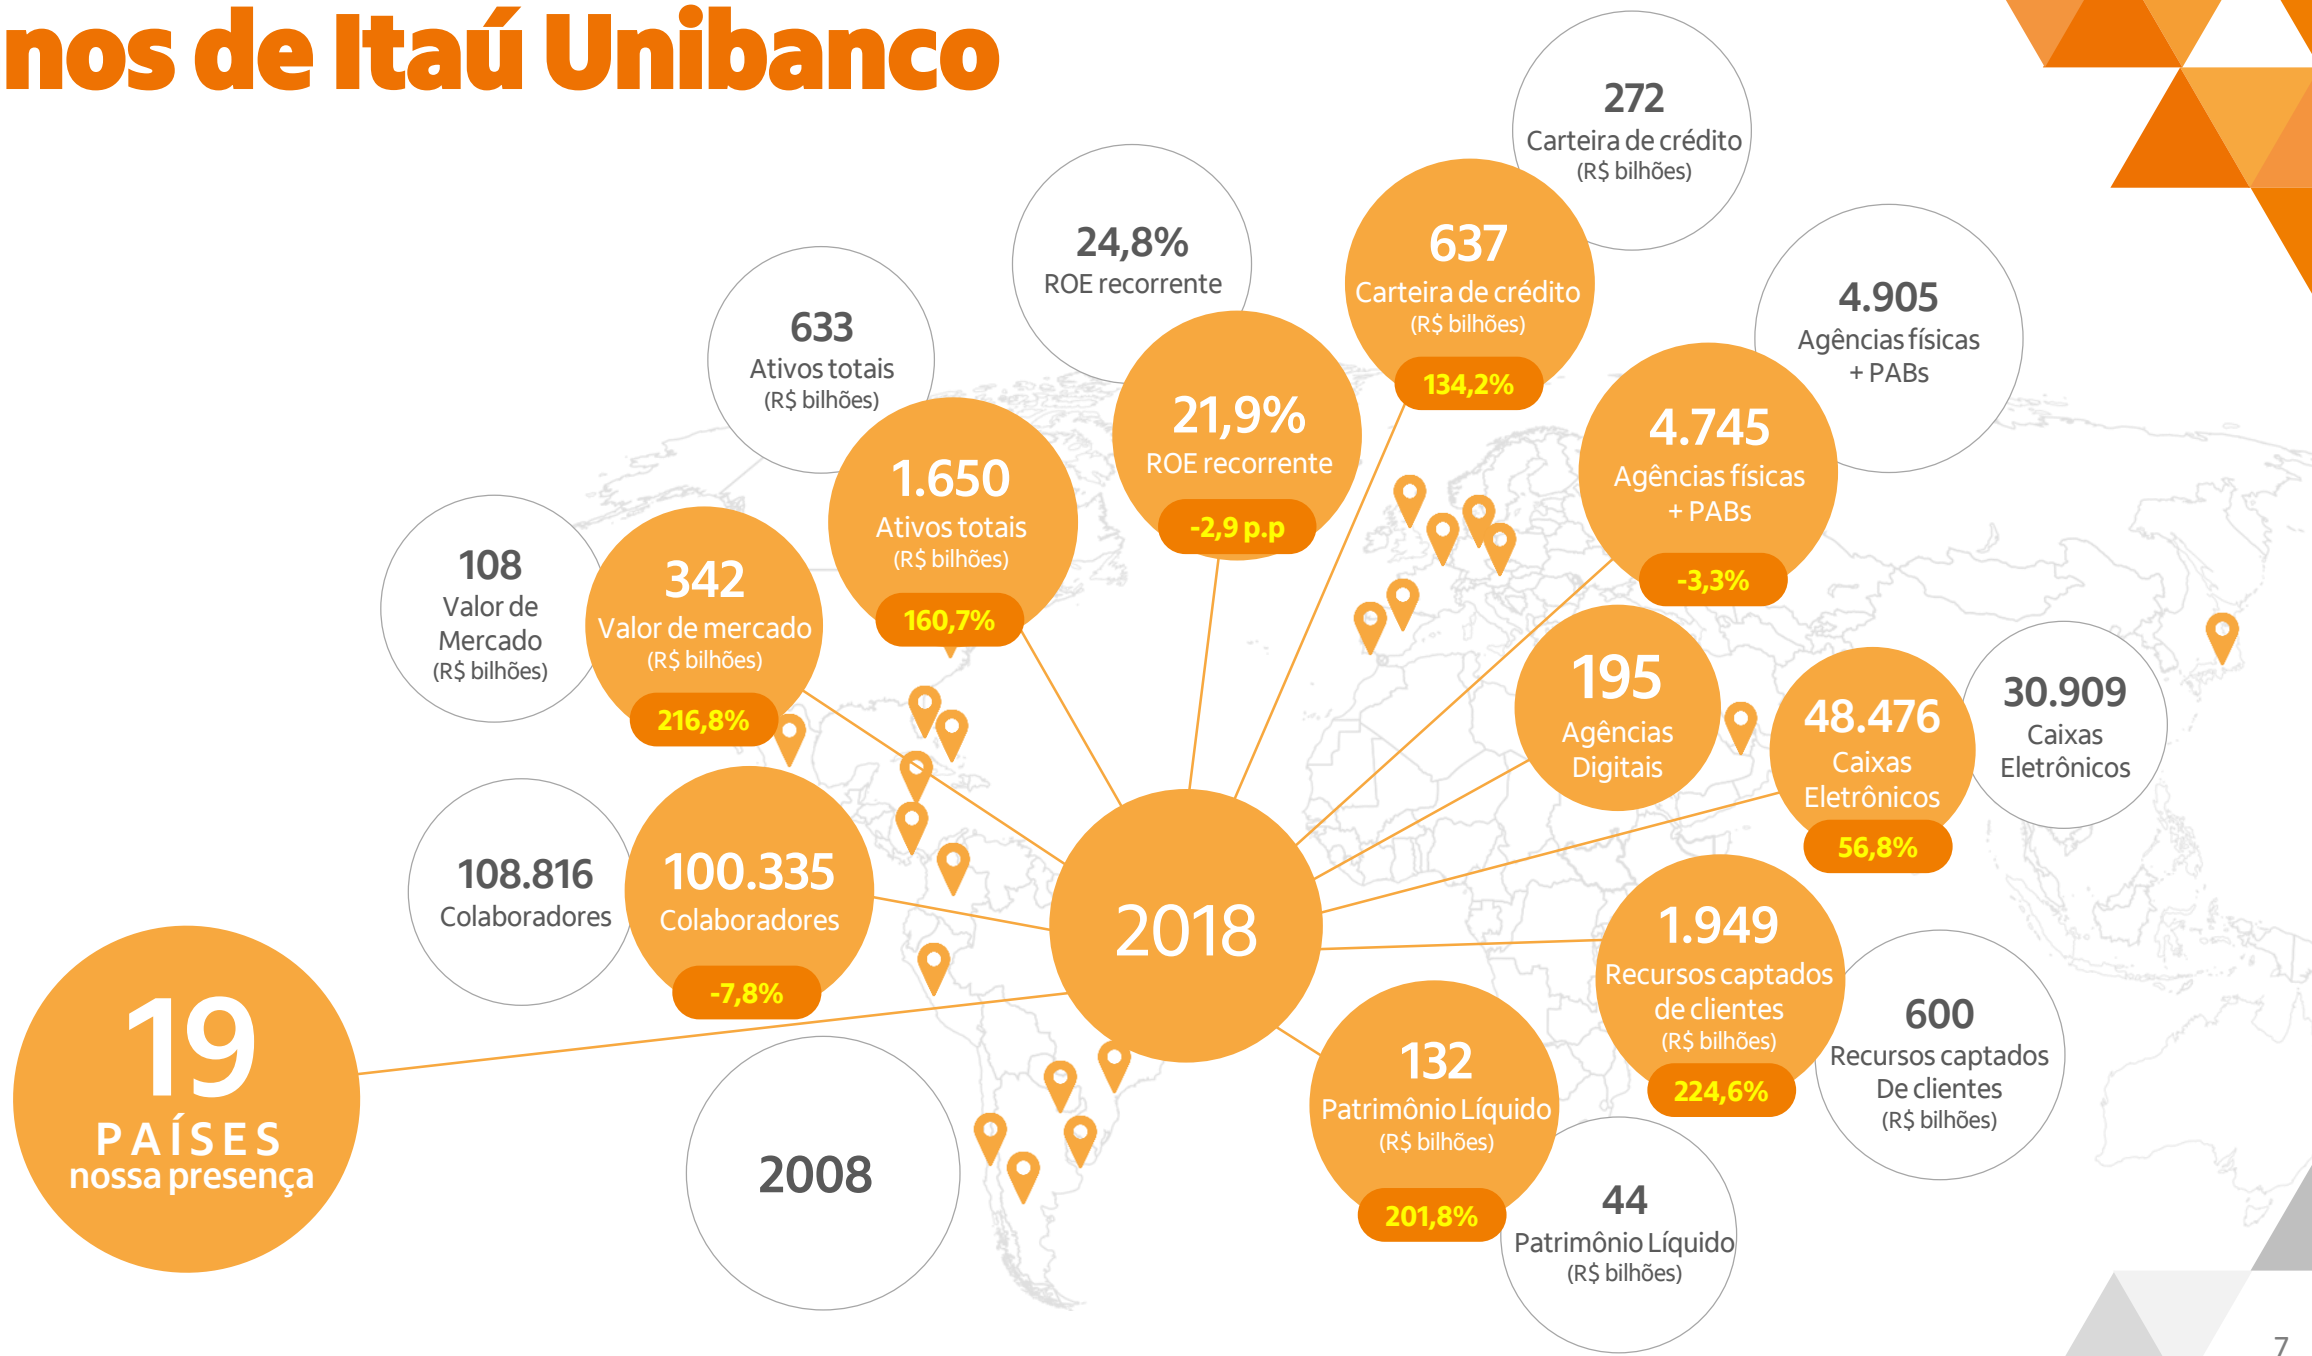 nos de Itaú Unibanco
272
Carteira de crédito
(R$ bilhões)
637
Carteira de crédito
(R$ bilhões)
134,2%
24,8%
ROE recorrente
21,9%
ROE recorrente
-2,9 p.p
4.905
Agências físicas
+ PABs
4.745
Agências físicas
+ PABs
-3,3%
633
Ativos totais
(R$ bilhões)
1.650
Ativos totais
(R$ bilhões)
160,7%
108
Valor de
Mercado
(R$ bilhões)
342
Valor de mercado
(R$ bilhões)
216,8%
195
Agências
Digitais
48.476
Caixas
Eletrônicos
56,8%
30.909
Caixas
Eletrônicos
108.816
Colaboradores
100.335
Colaboradores
-7,8%
2018
1.949
Recursos captados
de clientes
(R$ bilhões)
224,6%
600
Recursos captados
De clientes
(R$ bilhões)
19
PAÍSES
nossa presença
2008
132
Patrimônio Líquido
(R$ bilhões)
201,8%
44
Patrimônio Líquido
(R$ bilhões)
7